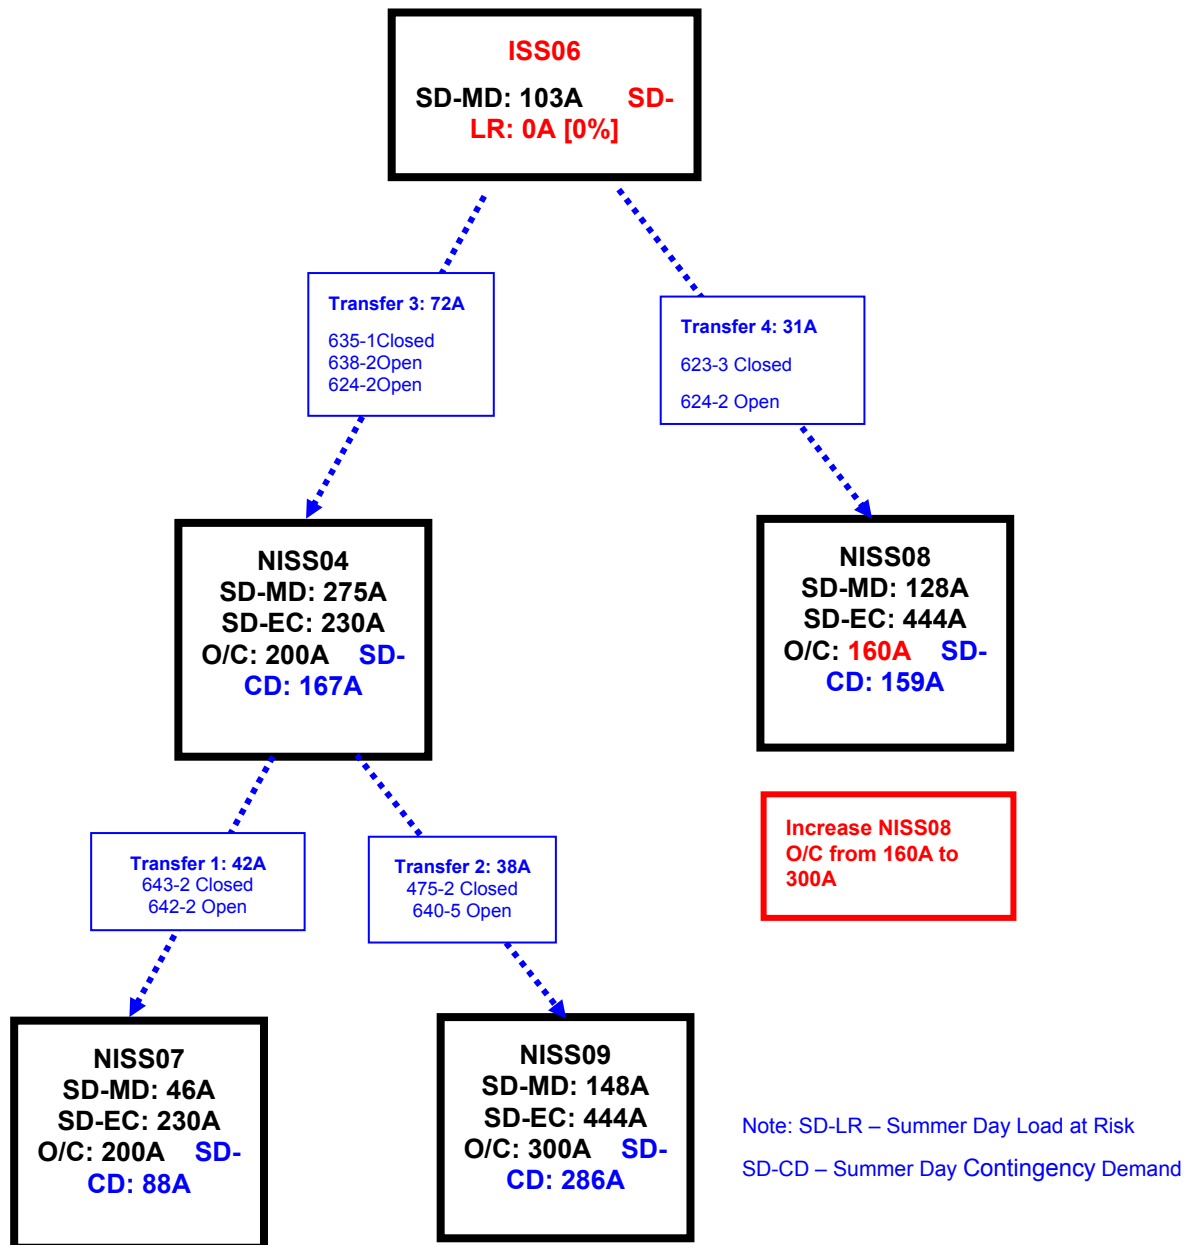 ISS06
SD-MD: 103A SD-
LR: 0A [0%]
Transfer 3: 72A
635-1Closed
638-2Open
624-2Open
Transfer 4: 31A
623-3 Closed
624-2 Open
NISS04
SD-MD: 275A
SD-EC: 230A
O/C: 200A SD-
CD: 167A
NISS08
SD-MD: 128A
SD-EC: 444A
O/C: 160A SD-
CD: 159A
Increase NISS08
O/C from 160A to
300A
Transfer 1: 42A
643-2 Closed
642-2 Open
Transfer 2: 38A
475-2 Closed
640-5 Open
NISS07
SD-MD: 46A
SD-EC: 230A
O/C: 200A SD-
CD: 88A
NISS09
SD-MD: 148A
SD-EC: 444A
O/C: 300A SD-
CD: 286A
Note: SD-LR – Summer Day Load at Risk
SD-CD – Summer Day Contingency Demand